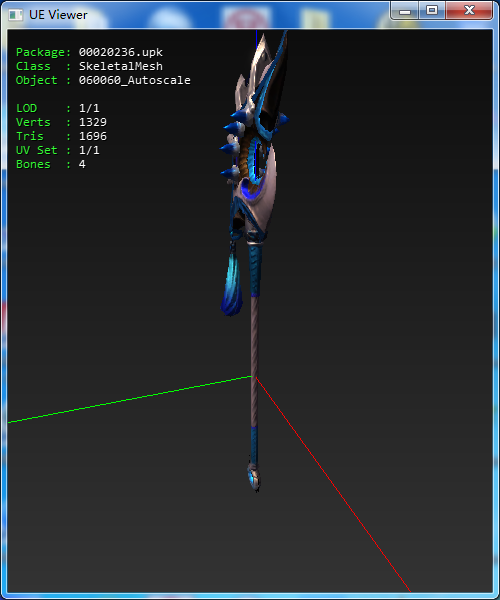 UE Viewer
Package: 00020236.upk
Class : SkeletalMesh
Object : 060060_Autoscale
LOD : 1/1
Verts : 1329
Tris : 1696
UV Set : 1/1
Bones : 4